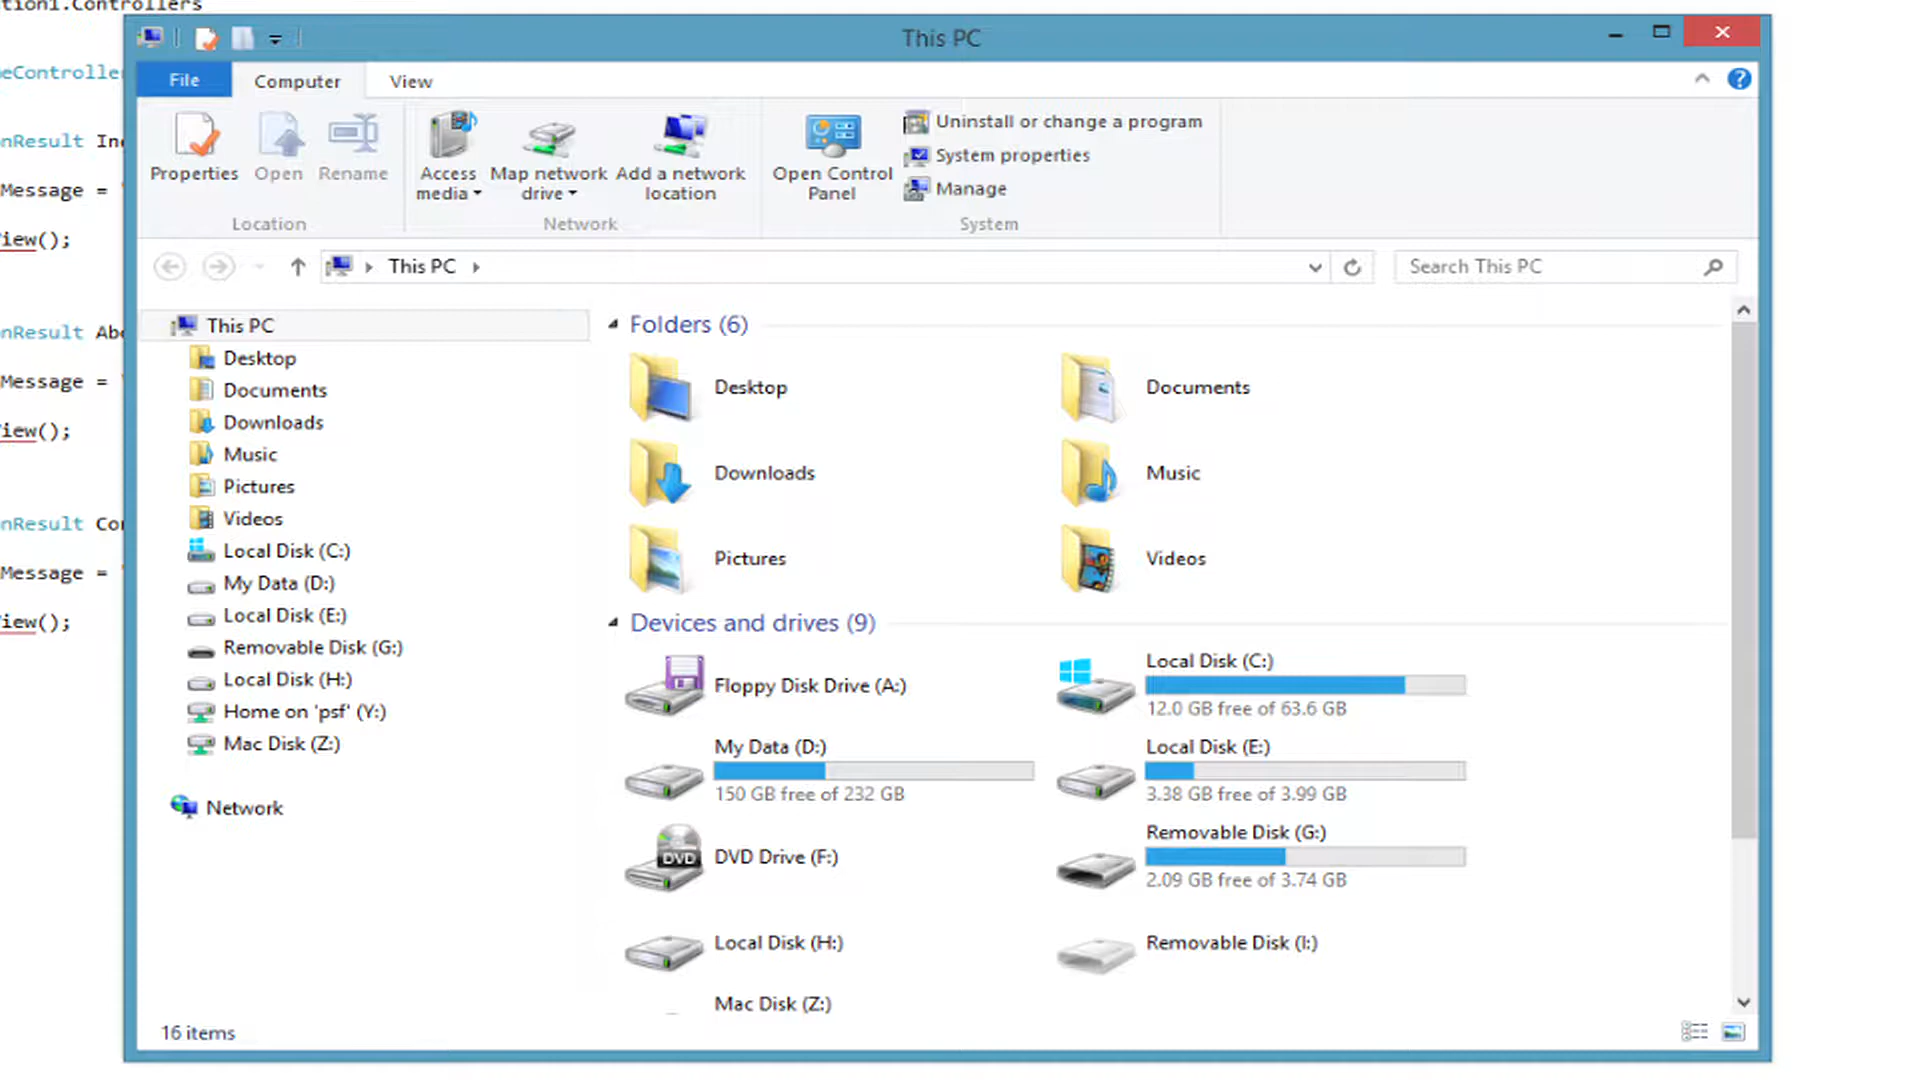 tion1.Controllers
This PC
File Computer View
eController
Properties Open Rename Access media Map network drive Add a network location Open Control Panel
Uninstall or change a program
System properties
Manage
Location Network System
onResult In
Message =
iew();
This PC
Search This PC
onResult Ab
Message =
iew();
onResult Co
Message =
iew();
This PC
Desktop
Documents
Downloads
Music
Pictures
Videos
Local Disk (C:)
My Data (D:)
Local Disk (E:)
Removable Disk (G:)
Local Disk (H:)
Home on 'psf' (Y:)
Mac Disk (Z:)
Network
Folders (6)
Desktop
Documents
Downloads
Music
Pictures
Videos
Devices and drives (9)
Floppy Disk Drive (A:)
Local Disk (C:)
12.0 GB free of 63.6 GB
My Data (D:)
150 GB free of 232 GB
Local Disk (E:)
3.38 GB free of 3.99 GB
DVD
DVD Drive (F:)
Removable Disk (G:)
2.09 GB free of 3.74 GB
Local Disk (H:)
Removable Disk (I:)
Mac Disk (Z:)
16 items